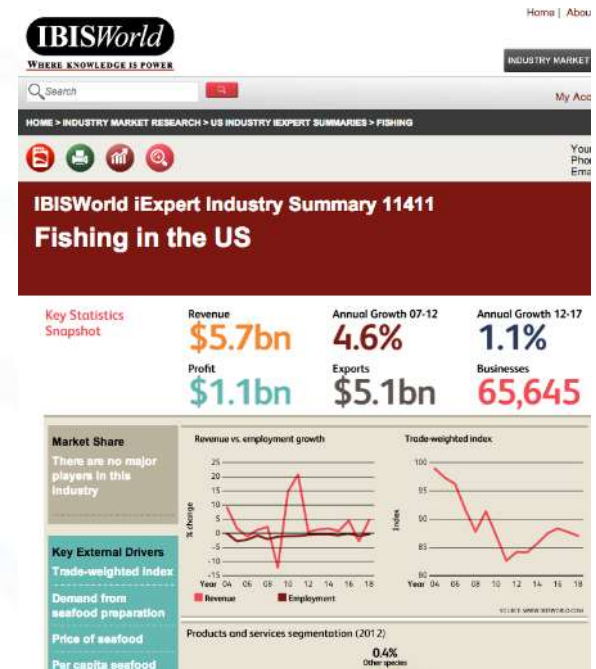 Home | Abou
IBISWorld
WHERE KNOWLEDGE IS POWER
INDUSTRY MARKET
Search
My Acc
HOME > INDUSTRY MARKET RESEARCH > US INDUSTRY IEXPERT SUMMARIES > FISHING
Your
Phon
Ema
IBISWorld iExpert Industry Summary 11411
Fishing in the US
Key Statistics
Snapshot
Revenue
$5.7bn
Annual Growth 07-12
4.6%
Annual Growth 12-17
1.1%
Profit
$1.1bn
Exports
$5.1bn
Businesses
65,645
Market Share
There are no major
players in this
industry
Key External Drivers
Trade-weighted index
Demand from
seafood preparation
Price of seafood
Per capita seafood
Revenue vs. employment growth
% change
25
20
15
10
5
0
-5
-10
-15
Year 04 06 08 10 12 14 16 18
Revenue
Employment
Trade-weighted index
Index
100
95
90
85
80
Year 04 06 08 10 12 14 16 18
SOURCE: WWW.IBISWORLD.COM
Products and services segmentation (2012)
0.4%
Other species